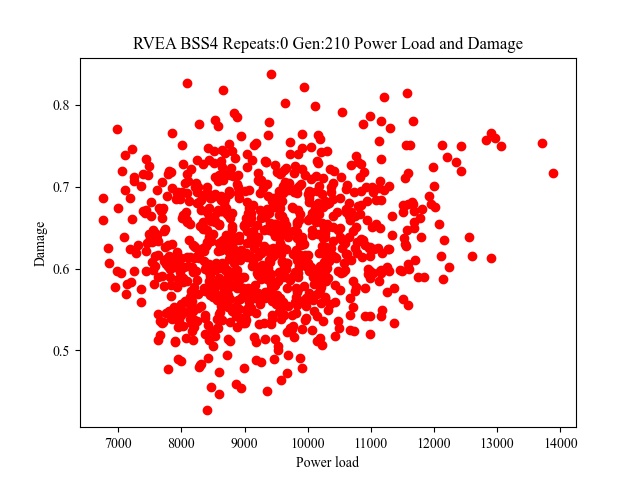 RVEA BSS4 Repeats:0 Gen:210 Power Load and Damage
0.8
0.7
0.6
0.5
Damage
7000 8000 9000 10000 11000 12000 13000 14000
Power load